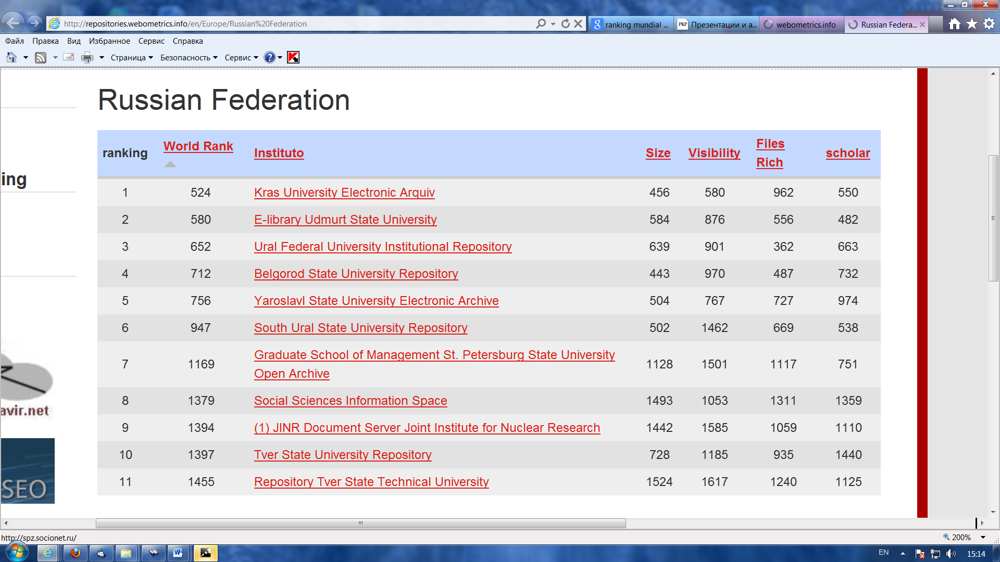 http://repositories.webometrics.info/en/Europe/Russian%20Federation
ranking mundial ...
Презентации и а...
webometrics.info
Russian Federa...
Файл Правка Вид Избранное Сервис Справка
Страница Безопасность Сервис
Russian Federation
ranking World Rank Instituto Size Visibility Files Rich scholar
1 524 Kras University Electronic Arquiv 456 580 962 550
2 580 E-library Udmurt State University 584 876 556 482
3 652 Ural Federal University Institutional Repository 639 901 362 663
4 712 Belgorod State University Repository 443 970 487 732
5 756 Yaroslavl State University Electronic Archive 504 767 727 974
6 947 South Ural State University Repository 502 1462 669 538
7 1169 Graduate School of Management St. Petersburg State University Open Archive 1128 1501 1117 751
8 1379 Social Sciences Information Space 1493 1053 1311 1359
9 1394 (1) JINR Document Server Joint Institute for Nuclear Research 1442 1585 1059 1110
10 1397 Tver State University Repository 728 1185 935 1440
11 1455 Repository Tver State Technical University 1524 1617 1240 1125
ing
avir.net
SEO
http://spz.socionet.ru/
200%
EN
15:14